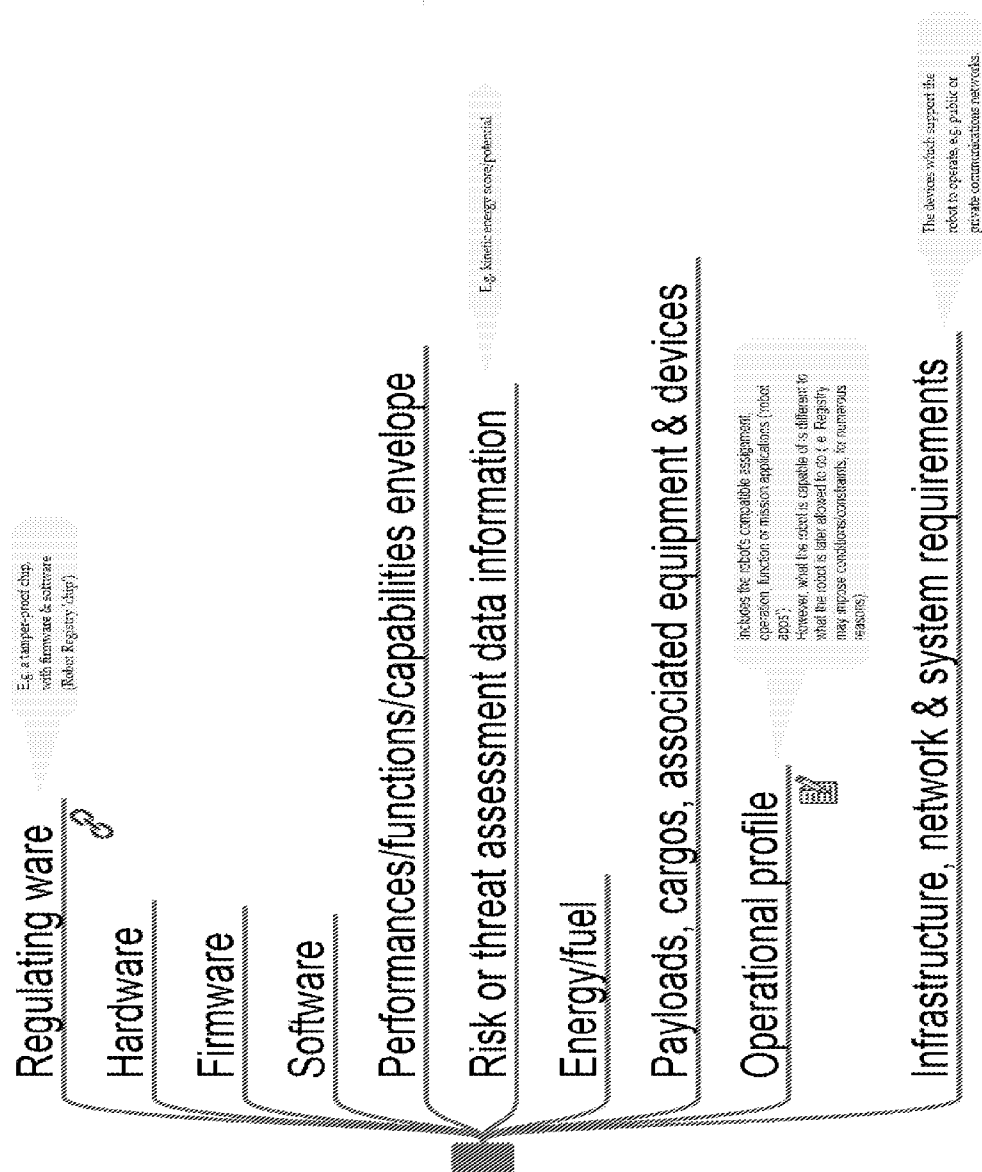 Regulating ware
E.g. a tamper-proof chip,
with firmware & software
(Robot Registry 'chip')
Hardware
Firmware
Software
Performances/functions/capabilities envelope
Risk or threat assessment data information
E.g. kinetic energy score/potential
Energy/fuel
Payloads, cargos, associated equipment & devices
Operational profile
Includes the robot's compatible assignment,
operation, function or mission applications ('robot
apps')
However, what the robot is capable of is different to
what the robot is later allowed to do (i.e. Registry
may impose conditions/constraints, for numerous
reasons)
Infrastructure, network & system requirements
The devices which support the
robot to operate, e.g. public or
private communications networks.